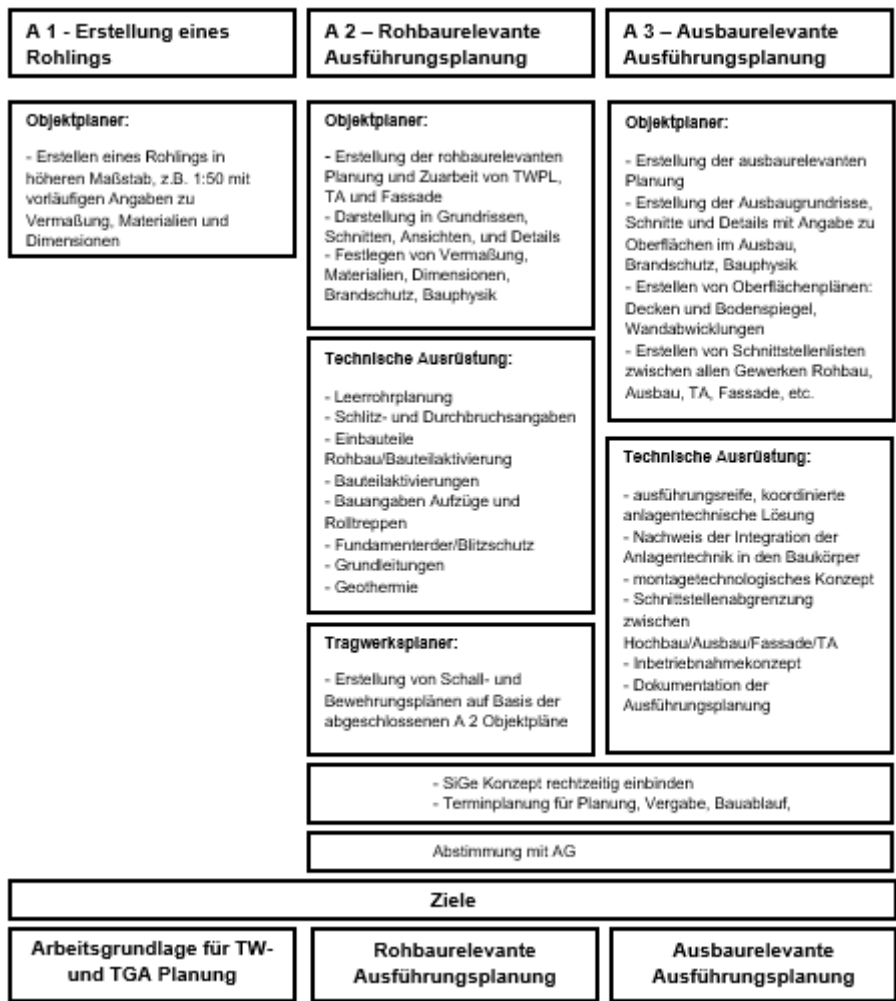 A 1 - Erstellung eines
Rohlings
Objektplaner:
- Erstellen eines Rohlings in
höheren Maßstab, z.B. 1:50 mit
vorläufigen Angaben zu
Vermaßung, Materialien und
Dimensionen
A 2 – Rohbaurelevante
Ausführungsplanung
Objektplaner:
- Erstellung der rohbaurelevanten
Planung und Zuarbeit von TWPL,
TA und Fassade
- Darstellung in Grundrissen,
Schnitten, Ansichten, und Details
- Festlegen von Vermaßung,
Materialien, Dimensionen,
Brandschutz, Bauphysik
Technische Ausrüstung:
- Leerrohrplanung
- Schlitz- und Durchbruchsangaben
- Einbauteile
Rohbau/Bauteilaktivierung
- Bauteilaktivierungen
- Bauangaben Aufzüge und
Rolltreppen
- Fundamenterder/Blitzschutz
- Grundleitungen
- Geothermie
Tragwerksplaner:
- Erstellung von Schall- und
Bewehrungsplänen auf Basis der
abgeschlossenen A 2 Objektpläne
A 3 – Ausbaurelevante
Ausführungsplanung
Objektplaner:
- Erstellung der ausbaurelevanten
Planung
- Erstellung der Ausbaugrundrisse,
Schnitte und Details mit Angabe zu
Oberflächen im Ausbau,
Brandschutz, Bauphysik
- Erstellen von Oberflächenplänen:
Decken und Bodenspiegel,
Wandabwicklungen
- Erstellen von Schnittstellenlisten
zwischen allen Gewerken Rohbau,
Ausbau, TA, Fassade, etc.
Technische Ausrüstung:
- ausführungsreife, koordinierte
anlagentechnische Lösung
- Nachweis der Integration der
Anlagentechnik in den Baukörper
- montagetechnologisches Konzept
- Schnittstellenabgrenzung
zwischen
Hochbau/Ausbau/Fassade/TA
- Inbetriebnahmekonzept
- Dokumentation der
Ausführungsplanung
- SiGe Konzept rechtzeitig einbinden
- Terminplanung für Planung, Vergabe, Bauablauf,
Abstimmung mit AG
Ziele
Arbeitsgrundlage für TW-
und TGA Planung
Rohbaurelevante
Ausführungsplanung
Ausbaurelevante
Ausführungsplanung